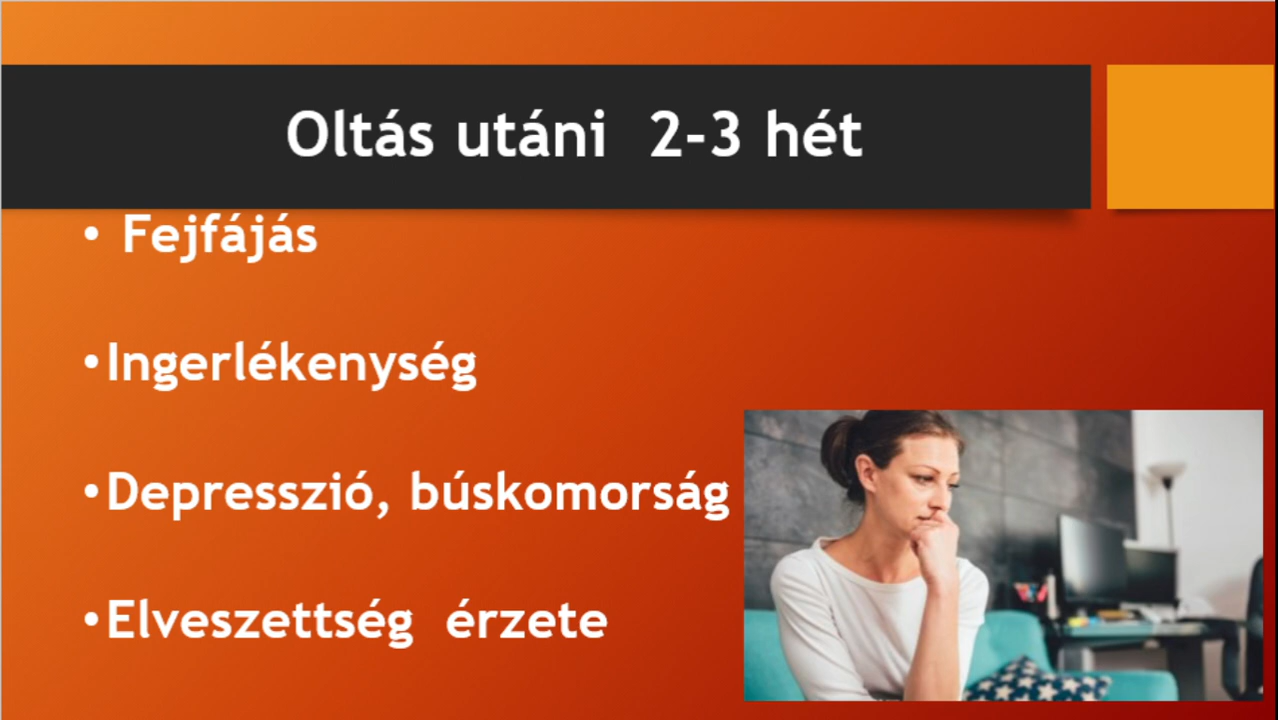 Oltás utáni  2-3 hét
• Fejfájás
•Ingerlékenység
•Depresszió, búskomorság
•Elveszettség  érzete